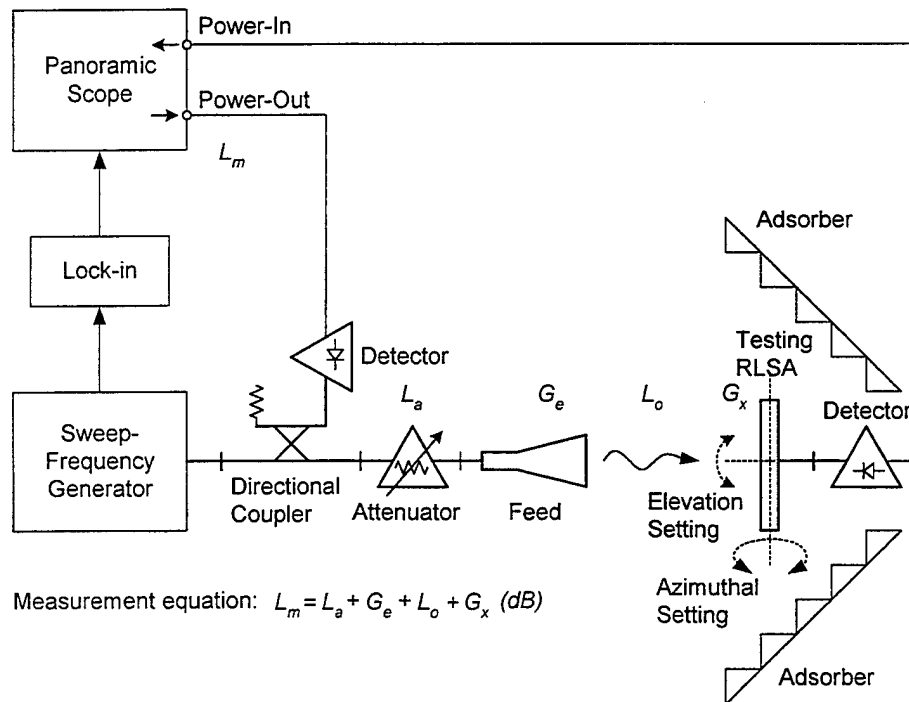 Power-In
Panoramic
Scope
Power-Out
L_m
Lock-in
Adsorber
Testing
RLSA
Detector
L_a
G_e
L_o
G_x
Detector
Sweep-
Frequency
Generator
Directional
Coupler
Attenuator
Feed
Elevation
Setting
Azimuthal
Setting
Measurement equation: L_m = L_a + G_e + L_o + G_x (dB)
Adsorber